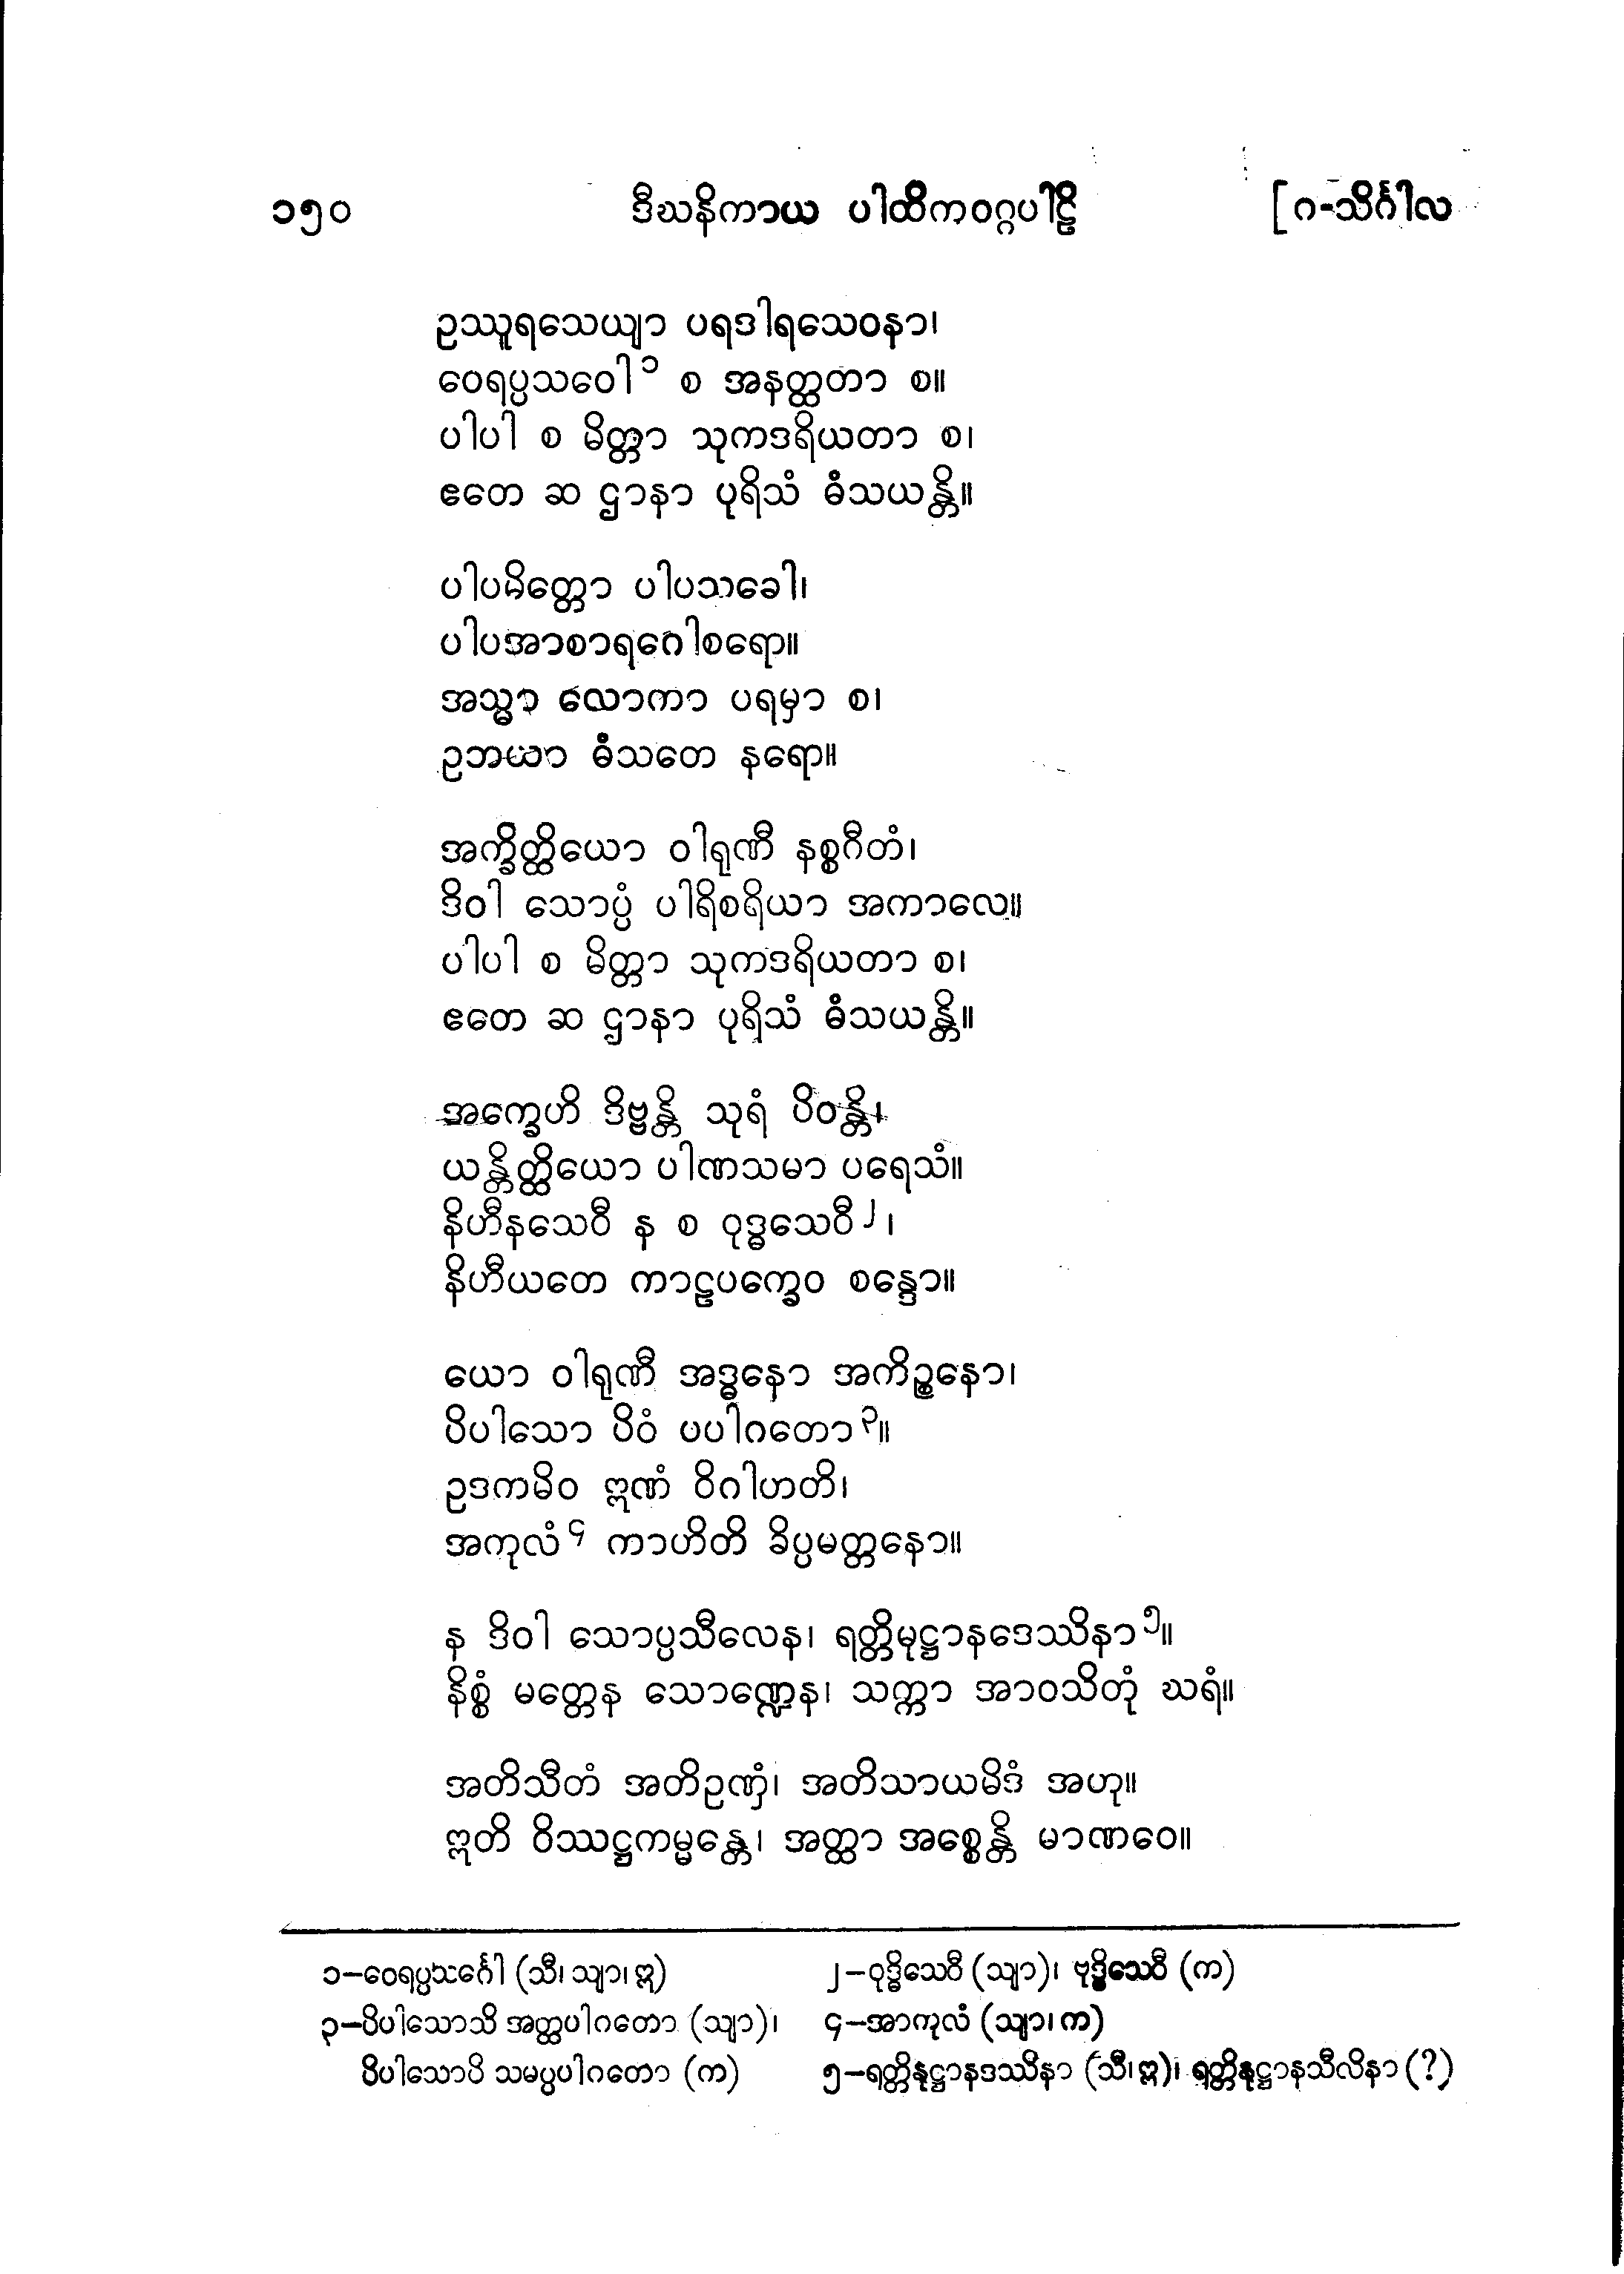 ၁၅၀ ဒီဃနိကာယ ပါထိကဝဂ္ဂပါဠိ [ဂ-သိင်္ဂါလ
ဥဿူရသေယျာ ပရဒါရသေဝနာ၊
ဝေရပ္ပသဝေါ၁ စ အနတ္ထတာ စ။
ပါပါ စ မိတ္တာ သုကဒရိယတာ စ၊
ဧတေ ဆ ဌာနာ ပုရိသံ ဓံသယန္တိ။
ပါပမိတ္တော ပါပသခေါ၊
ပါပအာစာရဂေါစရော။
အသ္မာ လောကာ ပရမှာ စ၊
ဥဘယာ ဓံသတေ နရော။
အက္ခိတ္ထိယော ဝါရုဏီ နစ္စဂီတံ၊
ဒိဝါ သောပ္ပံ ပါရိစရိယာ အကာလေ။
ပါပါ စ မိတ္တာ သုကဒရိယတာ စ၊
ဧတေ ဆ ဌာနာ ပုရိသံ ဓံသယန္တိ။
အက္ခေဟိ ဒိဗ္ဗန္တိ သုရံ ပိဝန္တိ၊
ယန္တိတ္ထိယော ပါဏသမာ ပရေသံ။
နိဟီနသေဝီ န စ ဝုဒ္ဓသေဝီ၂၊
နိဟီယတေ ကာဠပက္ခေဝ စန္ဒော။
ယော ဝါရုဏီ အဒ္ဓနော အကိဉ္စနော၊
ပိပါသော ပိဝံ ပပါဂတော၃။
ဥဒကမိဝ ဣဏံ ဝိဂါဟတိ၊
အကုလံ၄ ကာဟိတိ ခိပ္ပမတ္တနော။
န ဒိဝါ သောပ္ပသီလေန၊ ရတ္တိမုဋ္ဌာနဒေဿိနာ၅။
နိစ္စံ မတ္တေန သောဏ္ဍေန၊ သက္ကာ အာဝသိတုံ ဃရံ။
အတိသီတံ အတိဥဏှံ၊ အတိသာယမိဒံ အဟု။
ဣတိ ဝိဿဋ္ဌကမ္မန္တေ၊ အတ္ထာ အစ္စေန္တိ မာဏဝေ။
၁–ဝေရပ္ပသင်္ဂေါ (သီ၊ သျာ၊ ဣ) ၂–ဝုဒ္ဓိသေဝီ (သျာ)၊ ဗုဒ္ဓိသေဝီ (က)
၃–ပိပါသောသိ အတ္ထပါဂတော (သျာ)၊ ၄–အာကုလံ (သျာ၊ က)
ပိပါသောပိ သမပ္ပပါဂတော (က) ၅–ရတ္တိနုဋ္ဌာနဒဿိနာ (သီ၊ ဣ)၊ ရတ္တိနုဋ္ဌာနသီလိနာ (?)